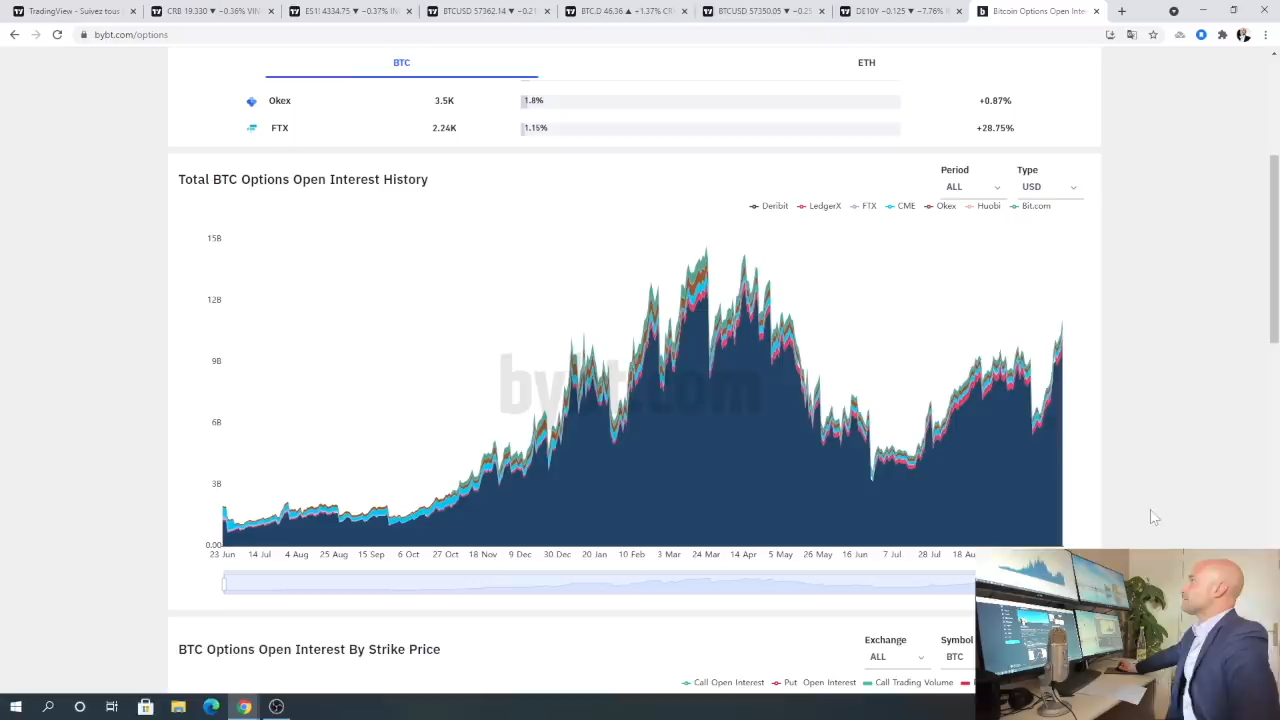 TradingView - Suivez tous
CRB 19.330 ▾ −0.36% VIN
ES1! 4334.75 ▾ −0.37% IN
BTCUSD 57362.14 ▾ −0.21
BTC.D 46.36 ▴ +1.37% CR
BTCUSD 57350.05 ▾ −0.2
DE10Y −0.125 ▾ −7.76% I
Bitcoin Options Open Inte
bybt.com/options
BTC ETH
Okex 3.5K 1.8% +0.87%
FTX 2.24K 1.15% +28.75%
Total BTC Options Open Interest History
Period Type
ALL USD
Deribit LedgerX FTX CME Okex Huobi Bit.com
15B
12B
9B
6B
3B
0.00
bybt.com
23 Jun 14 Jul 4 Aug 25 Aug 15 Sep 6 Oct 27 Oct 18 Nov 9 Dec 30 Dec 20 Jan 10 Feb 3 Mar 24 Mar 14 Apr 5 May 26 May 16 Jun 7 Jul 28 Jul 18 Au
BTC Options Open Interest By Strike Price
Exchange Symbol
ALL BTC
Call Open Interest Put Open Interest Call Trading Volume